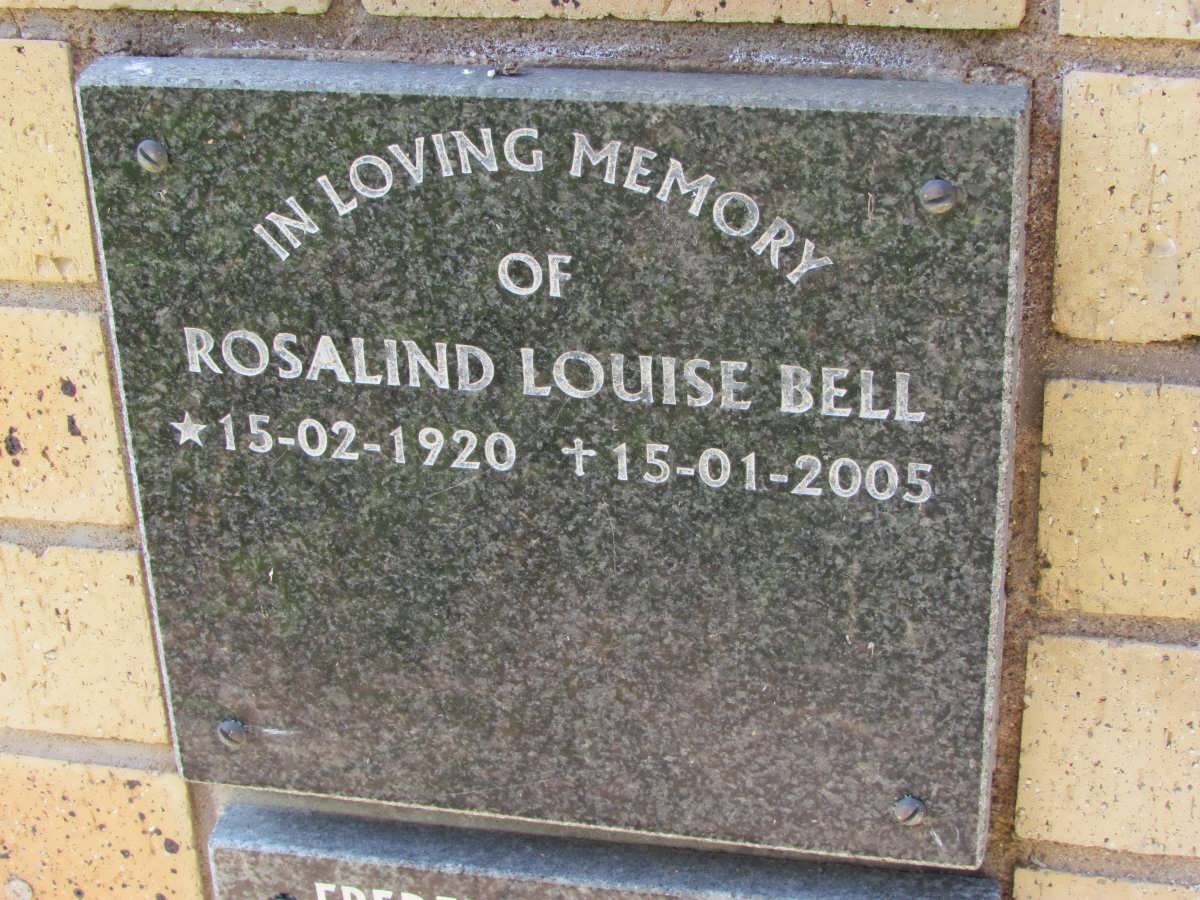 IN LOVING MEMORY
OF
ROSALIND LOUISE BELL
★15-02-1920 ✝15-01-2005